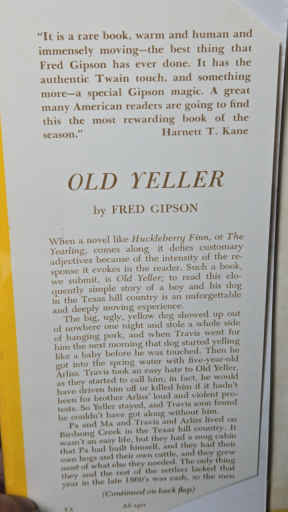 "It is a rare book, warm and human and
immensely moving—the best thing that
Fred Gipson has ever done. It has the
authentic Twain touch, and something
more—a special Gipson magic. A great
many American readers are going to find
this the most rewarding book of the
season." Harnett T. Kane
OLD YELLER
by FRED GIPSON
When a novel like Huckleberry Finn, or The
Yearling, comes along it defies customary
adjectives because of the intensity of the re-
sponse it evokes in the reader. Such a book,
we submit, is Old Yeller; to read this elo-
quently simple story of a boy and his dog
in the Texas hill country is an unforgettable
and deeply moving experience.
The big, ugly, yellow dog showed up out
of nowhere one night and stole a whole side
of hanging pork, and when Travis went for
him the next morning that dog started yelling
like a baby before he was touched. Then he
got into the spring water with five-year-old
Arliss. Travis took an easy hate to Old Yeller,
as they started to call him; in fact, he would
have driven him off or killed him if it hadn't
been for brother Arliss' loud and violent pro-
tests. So Yeller stayed, and Travis soon found
he couldn't have got along without him.
Pa and Ma and Travis and Arliss lived on
Birdsong Creek in the Texas hill country. It
wasn't an easy life, but they had a snug cabin
that Pa had built himself, and they had their
own hogs and their own cattle, and they grew
most of what else they needed. The only thing
they and the rest of the settlers lacked that
year in the late 1860's was cash, so the men
(Continued on back flap)
All ages